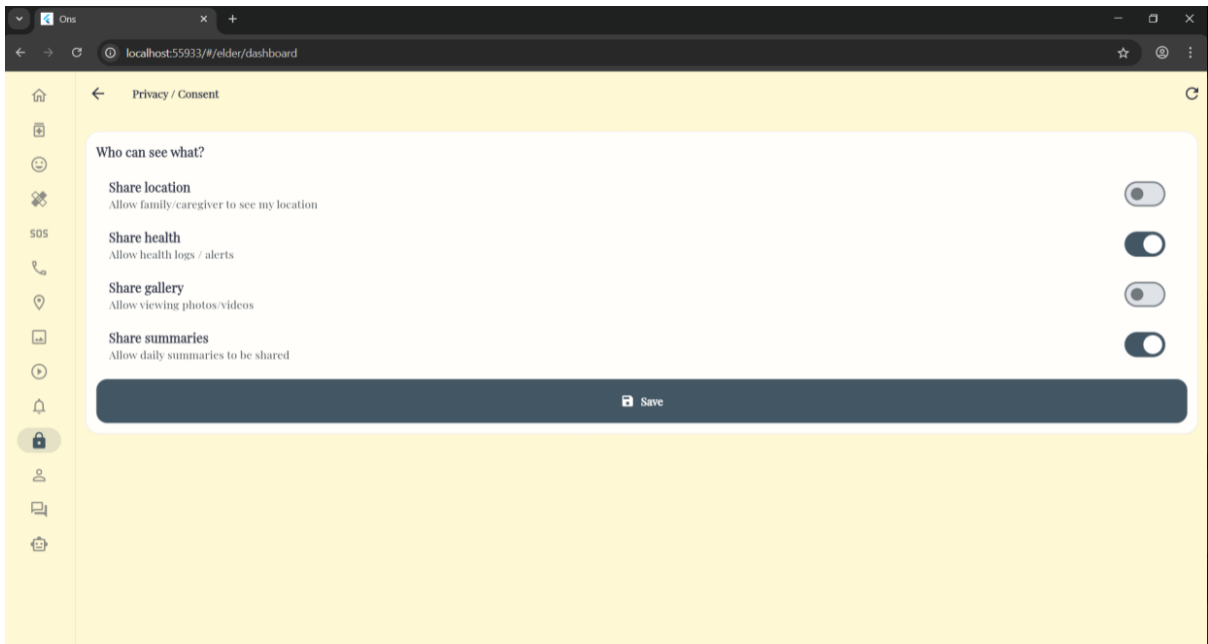 Ons
localhost:55933/#/elder/dashboard
Privacy / Consent
Who can see what?
Share location
Allow family/caregiver to see my location
Share health
Allow health logs / alerts
SOS
Share gallery
Allow viewing photos/videos
Share summaries
Allow daily summaries to be shared
Save